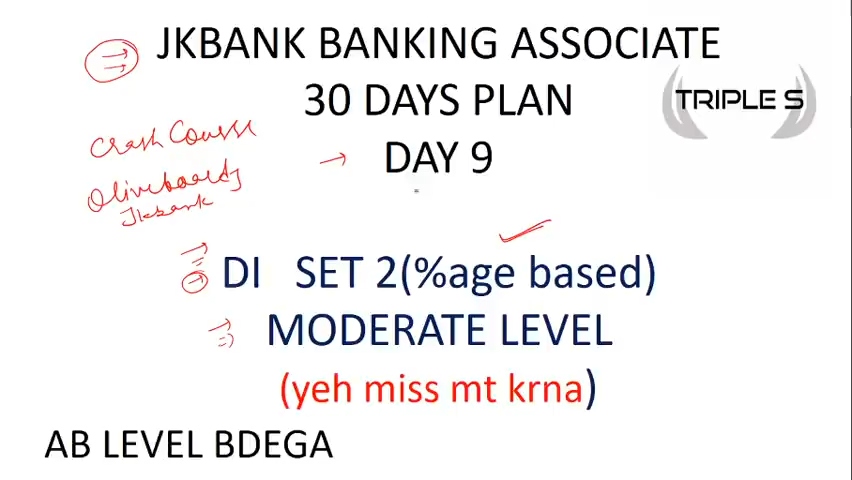 JKBANK BANKING ASSOCIATE
30 DAYS PLAN
TRIPLE S
DAY 9
Crash Course
Oliveboard
Jkbank
DI SET 2(%age based)
MODERATE LEVEL
(yeh miss mt krna)
AB LEVEL BDEGA